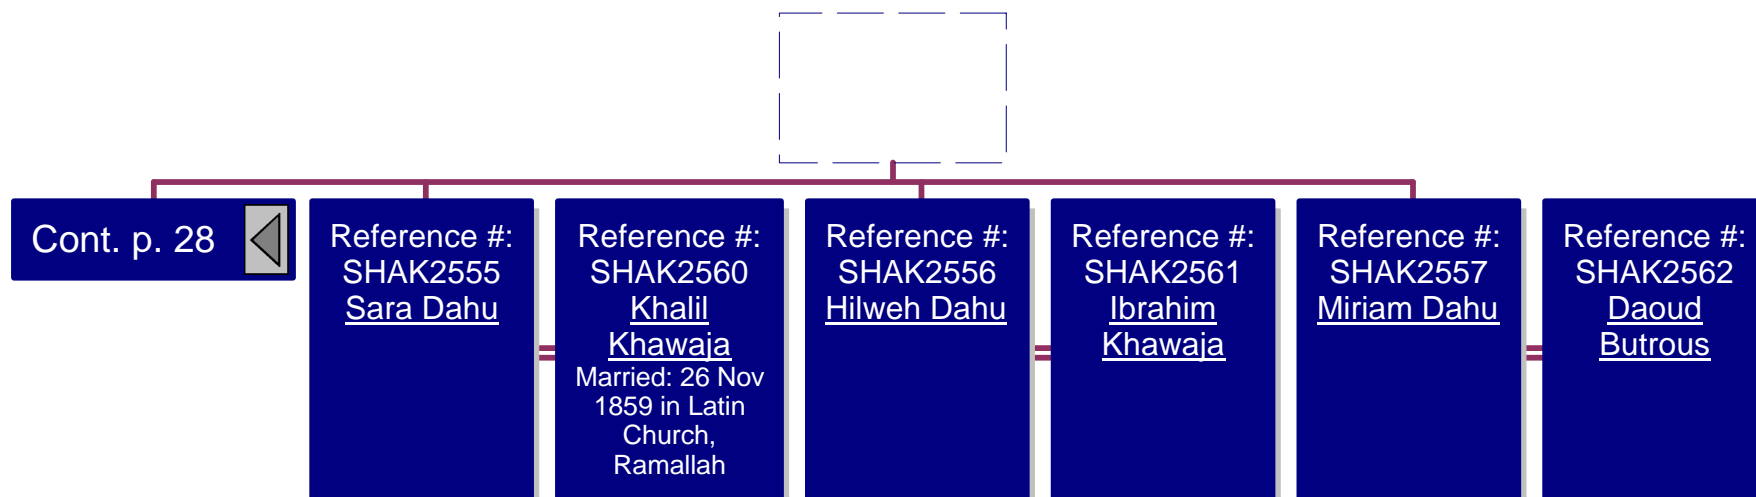 Cont. p. 28
Reference #:
SHAK2555
Sara Dahu
Reference #:
SHAK2560
Khalil
Khawaja
Married: 26 Nov
1859 in Latin
Church,
Ramallah
Reference #:
SHAK2556
Hilweh Dahu
Reference #:
SHAK2561
Ibrahim
Khawaja
Reference #:
SHAK2557
Miriam Dahu
Reference #:
SHAK2562
Daoud
Butrous